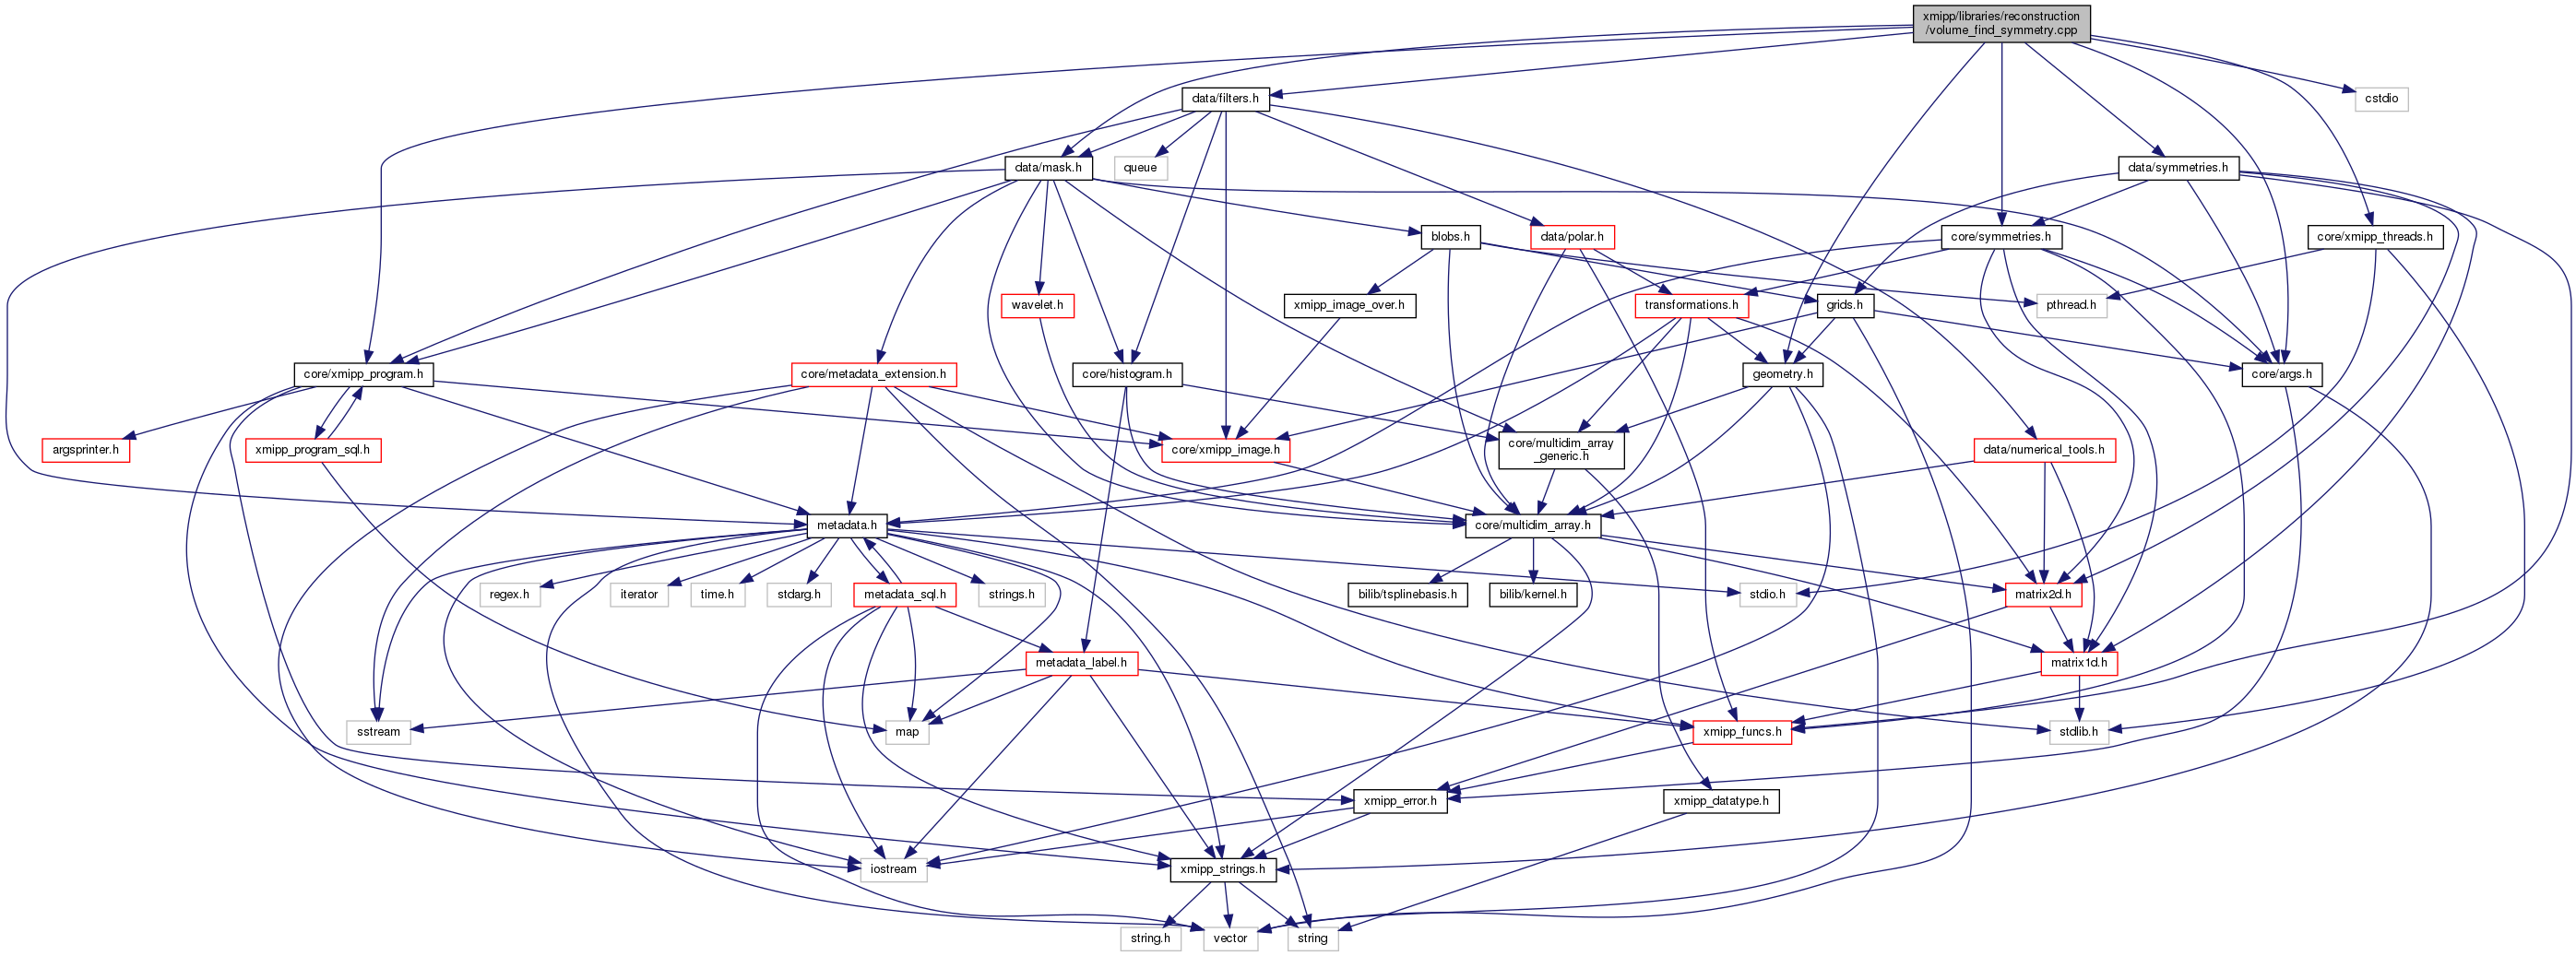 xmipp/libraries/reconstruction
/volume_find_symmetry.cpp
data/filters.h
cstdio
data/mask.h
queue
data/symmetries.h
blobs.h
data/polar.h
core/symmetries.h
core/xmipp_threads.h
wavelet.h
xmipp_image_over.h
transformations.h
grids.h
pthread.h
core/xmipp_program.h
core/metadata_extension.h
core/histogram.h
geometry.h
core/args.h
argsprinter.h
xmipp_program_sql.h
core/xmipp_image.h
core/multidim_array
_generic.h
data/numerical_tools.h
metadata.h
core/multidim_array.h
regex.h
iterator
time.h
stdarg.h
metadata_sql.h
strings.h
bilib/tsplinebasis.h
bilib/kernel.h
stdio.h
matrix2d.h
metadata_label.h
matrix1d.h
sstream
map
xmipp_funcs.h
stdlib.h
xmipp_error.h
xmipp_datatype.h
iostream
xmipp_strings.h
string.h
vector
string